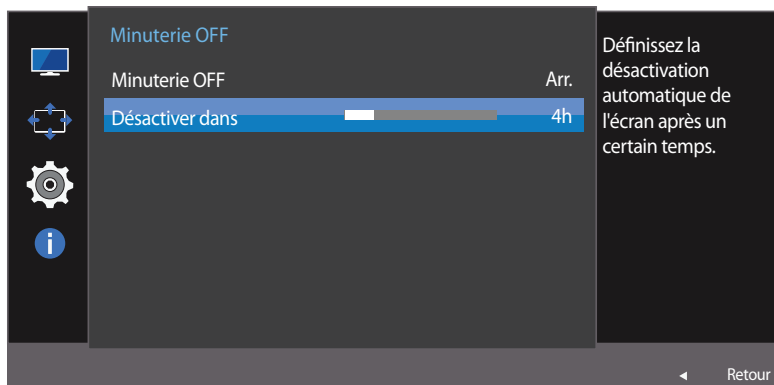 Minuterie OFF
Minuterie OFF Arr.
Désactiver dans 4h
Définissez la
désactivation
automatique de
l'écran après un
certain temps.
Retour